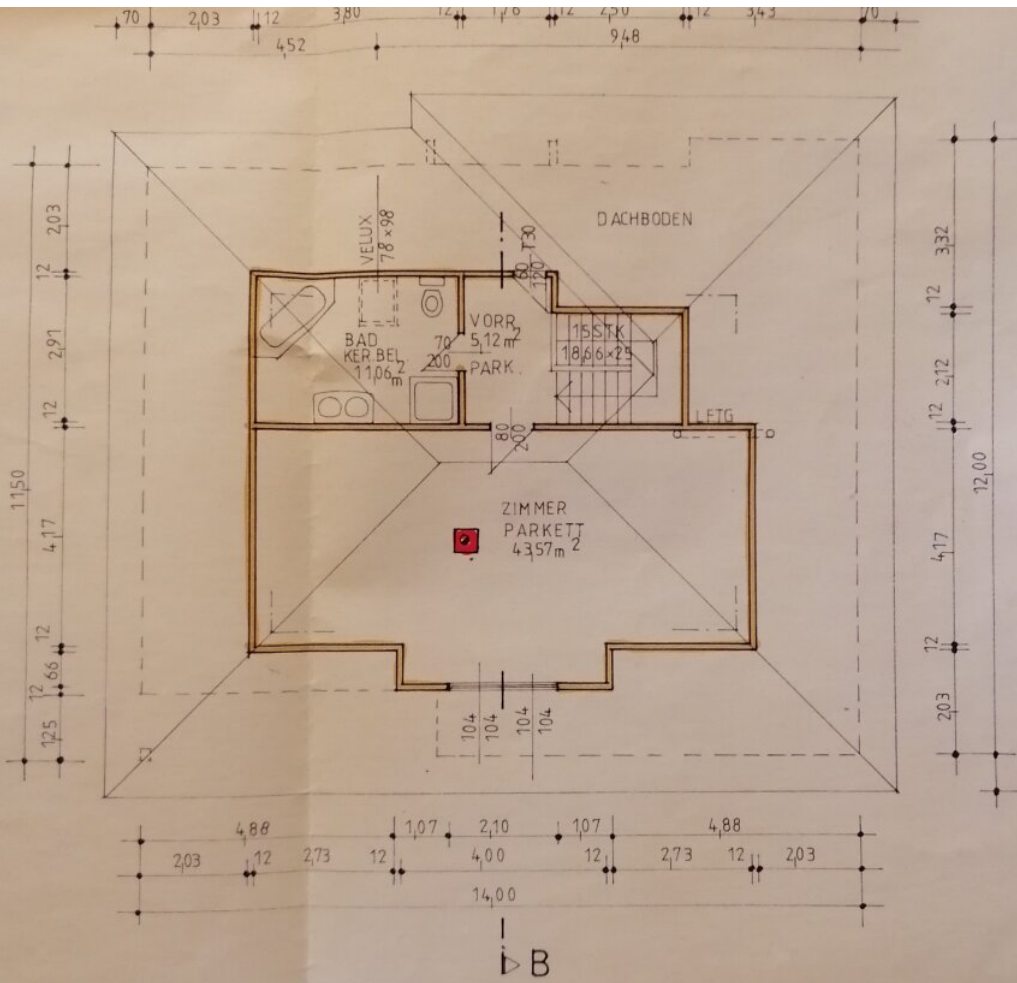 70 2,03 12 3,80 12 1,76 12 2,50 12 3,43 70
4,52 9,48
DACHBODEN
VELUX
78 × 98
60
120
T30
VORR.
5,12 m²
PARK.
15 STK
18,66 × 25
BAD
KER.BEL.
11,06 m²
70
200
LFTG
80
200
ZIMMER
PARKETT
43,57 m²
104
104
104
104
11,50
2,03
12
2,91
12
4,17
12
66
12
125
3,32
12
2,12
12
4,17
12
2,03
12,00
4,88 1,07 2,10 1,07 4,88
2,03 12 2,73 12 4,00 12 2,73 12 2,03
14,00
B